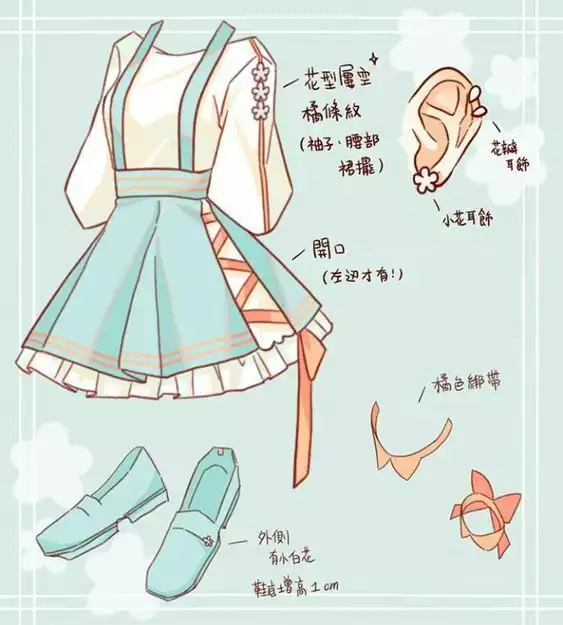 花型屬空
橘條紋
(袖子、腰部
裙擺)
花瓣
耳飾
小花耳飾
開口
(左边才有!)
橘色綁帶
外側
有小白花
鞋底增高1cm